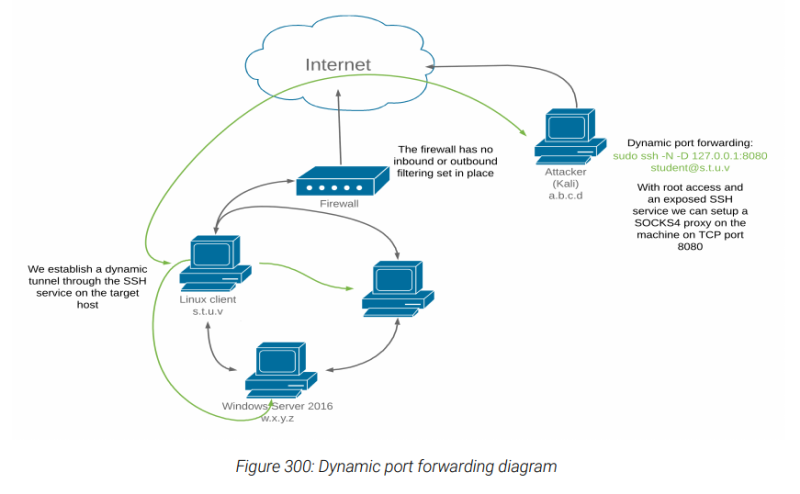 Internet
The firewall has no
inbound or outbound
filtering set in place
Firewall
Attacker
(Kali)
a.b.c.d
Dynamic port forwarding:
sudo ssh -N -D 127.0.0.1:8080
student@s.t.u.v
With root access and
an exposed SSH
service we can setup a
SOCKS4 proxy on the
machine on TCP port
8080
We establish a dynamic
tunnel through the SSH
service on the target
host
Linux client
s.t.u.v
Windows Server 2016
w.x.y.z
Figure 300: Dynamic port forwarding diagram